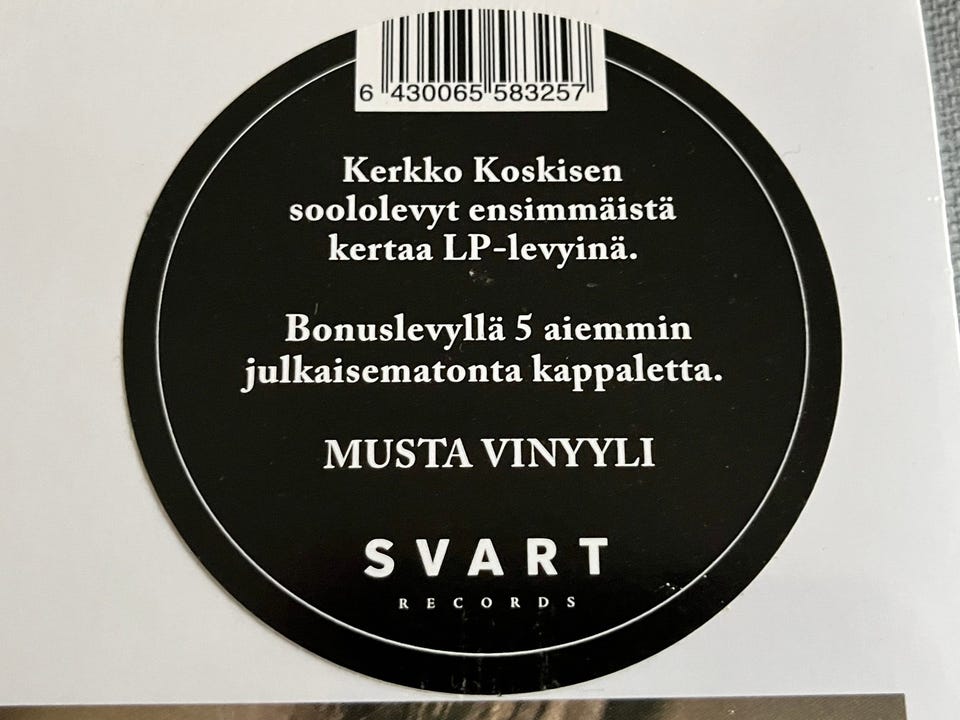 6 430065 583257
Kerkko Koskisen
soololevyt ensimmäistä
kertaa LP-levyinä.
Bonuslevyllä 5 aiemmin
julkaisematonta kappaletta.
MUSTA VINYYLI
SVART
RECORDS